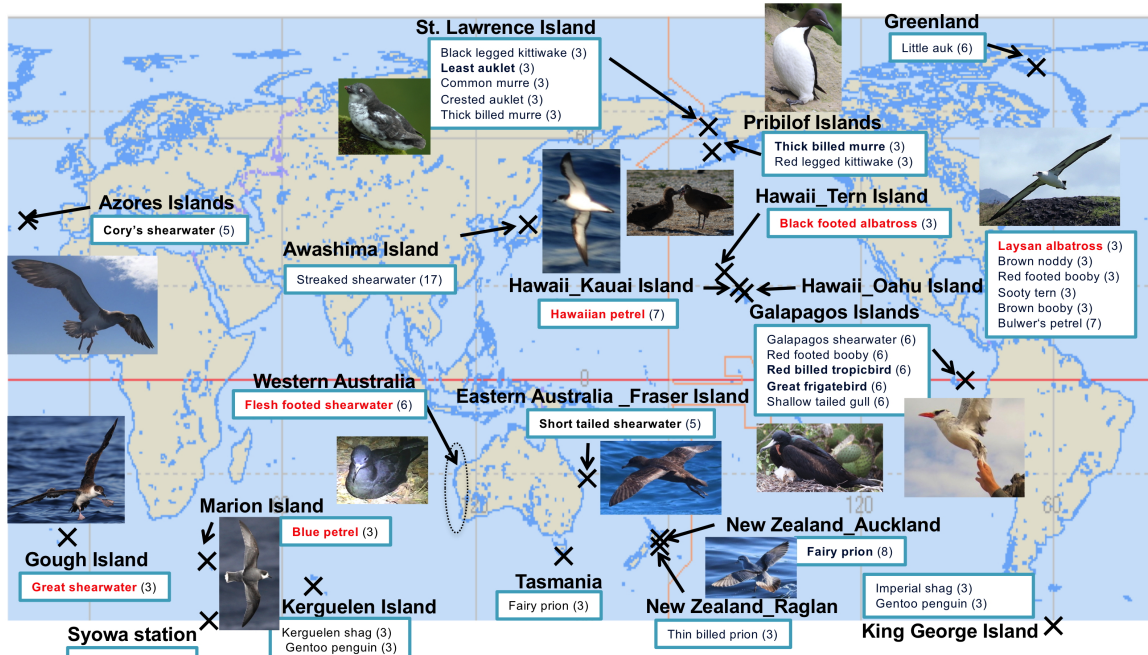 St. Lawrence Island
Black legged kittiwake (3)
Least auklet (3)
Common murre (3)
Crested auklet (3)
Thick billed murre (3)
Greenland
Little auk (6)
Pribilof Islands
Thick billed murre (3)
Red legged kittiwake (3)
Azores Islands
Cory's shearwater (5)
Awashima Island
Streaked shearwater (17)
Hawaii_Tern Island
Black footed albatross (3)
Hawaii_Kauai Island
Hawaiian petrel (7)
Hawaii_Oahu Island
Laysan albatross (3)
Brown noddy (3)
Red footed booby (3)
Sooty tern (3)
Brown booby (3)
Bulwer's petrel (7)
Galapagos Islands
Galapagos shearwater (6)
Red footed booby (6)
Red billed tropicbird (6)
Great frigatebird (6)
Shallow tailed gull (6)
0
Western Australia
Flesh footed shearwater (6)
Eastern Australia _Fraser Island
Short tailed shearwater (5)
120
60
Marion Island
Blue petrel (3)
Gough Island
Great shearwater (3)
New Zealand_Auckland
Fairy prion (8)
Tasmania
Fairy prion (3)
New Zealand_Raglan
Thin billed prion (3)
Kerguelen Island
Kerguelen shag (3)
Gentoo penguin (3)
Imperial shag (3)
Gentoo penguin (3)
King George Island
Syowa station